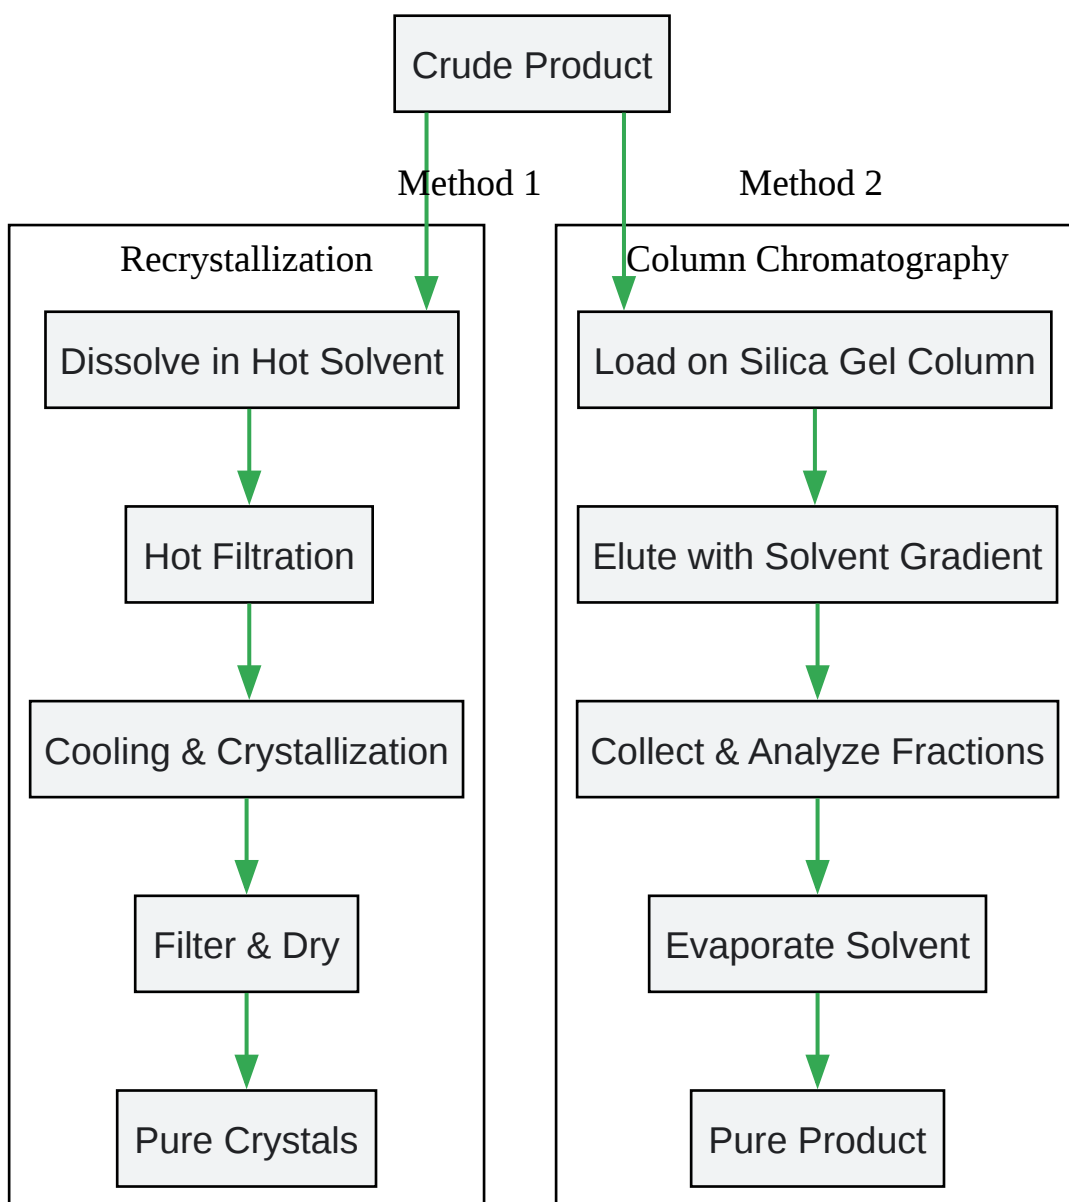 Crude Product
Method 1
Method 2
Recrystallization
Dissolve in Hot Solvent
Hot Filtration
Cooling & Crystallization
Filter & Dry
Pure Crystals
Column Chromatography
Load on Silica Gel Column
Elute with Solvent Gradient
Collect & Analyze Fractions
Evaporate Solvent
Pure Product